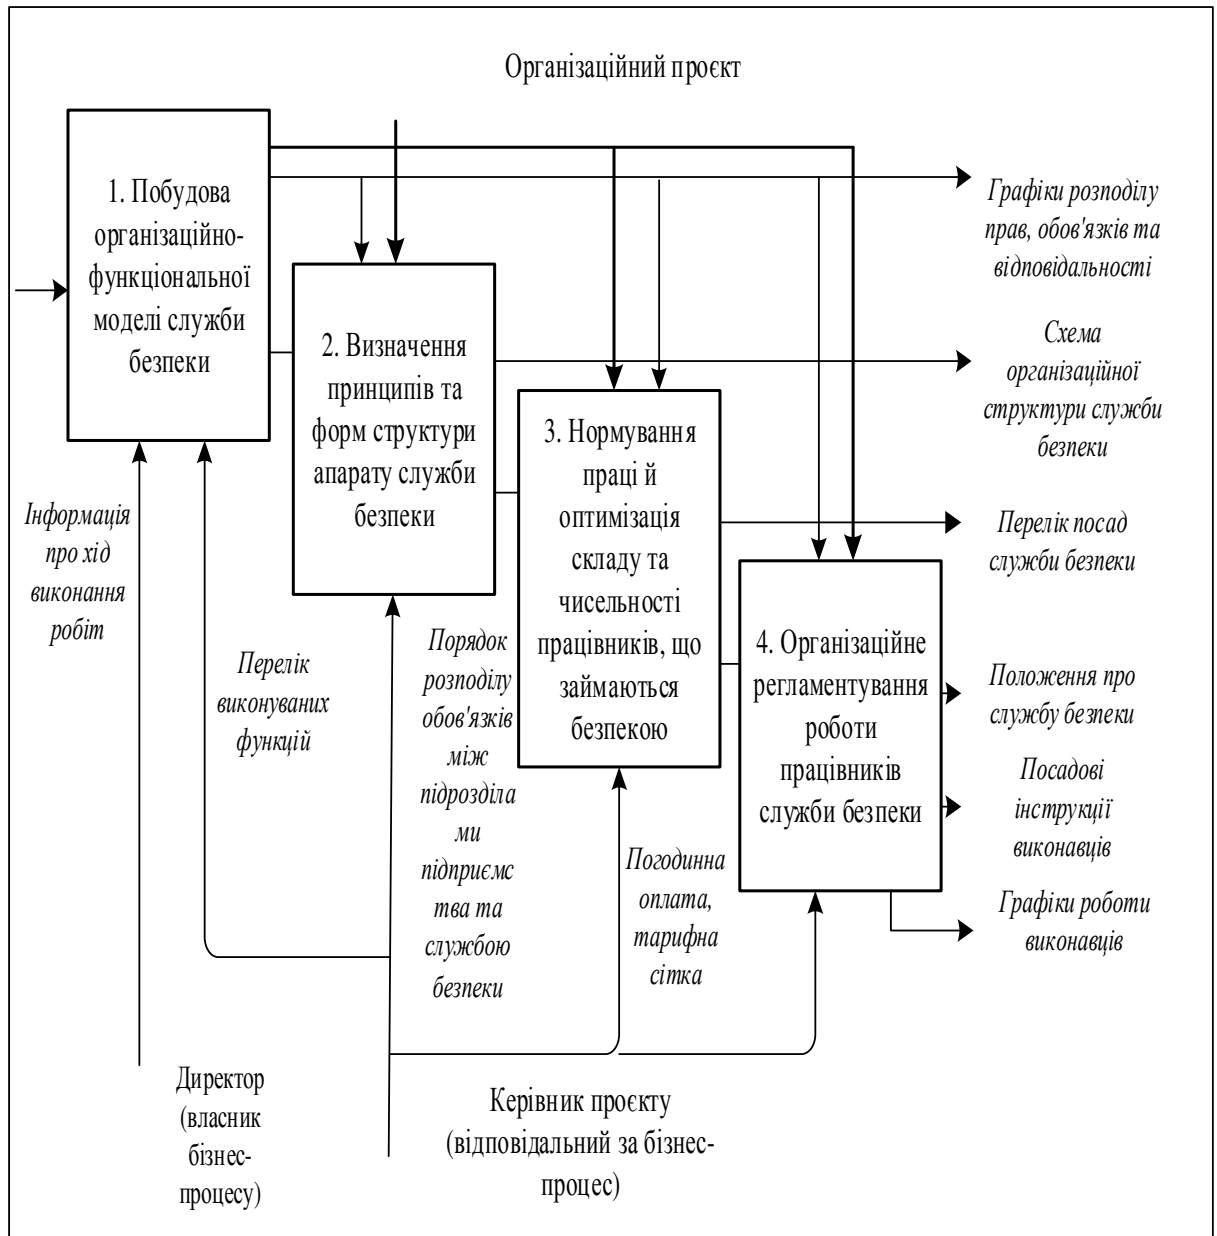 Організаційний проєкт
1. Побудова
організаційно-
функціональної
моделі служби
безпеки
2. Визначення
принципів та
форм структури
апарату служби
безпеки
3. Нормування
праці й
оптимізація
складу та
чисельності
працівників, що
займаються
безпекою
4. Організаційне
регламентування
роботи
працівників
служби безпеки
Графіки розподілу
прав, обов'язків та
відповідальності
Схема
організаційної
структури служби
безпеки
Перелік посад
служби безпеки
Положення про
службу безпеки
Посадові
інструкції
виконавців
Графіки роботи
виконавців
Інформація
про хід
виконання
робіт
Перелік
виконуваних
функцій
Порядок
розподілу
обов'язків
між
підрозділа
ми
підприємс
тва та
службою
безпеки
Погодинна
оплата,
тарифна
сітка
Директор
(власник
бізнес-
процесу)
Керівник проєкту
(відповідальний за бізнес-
процес)